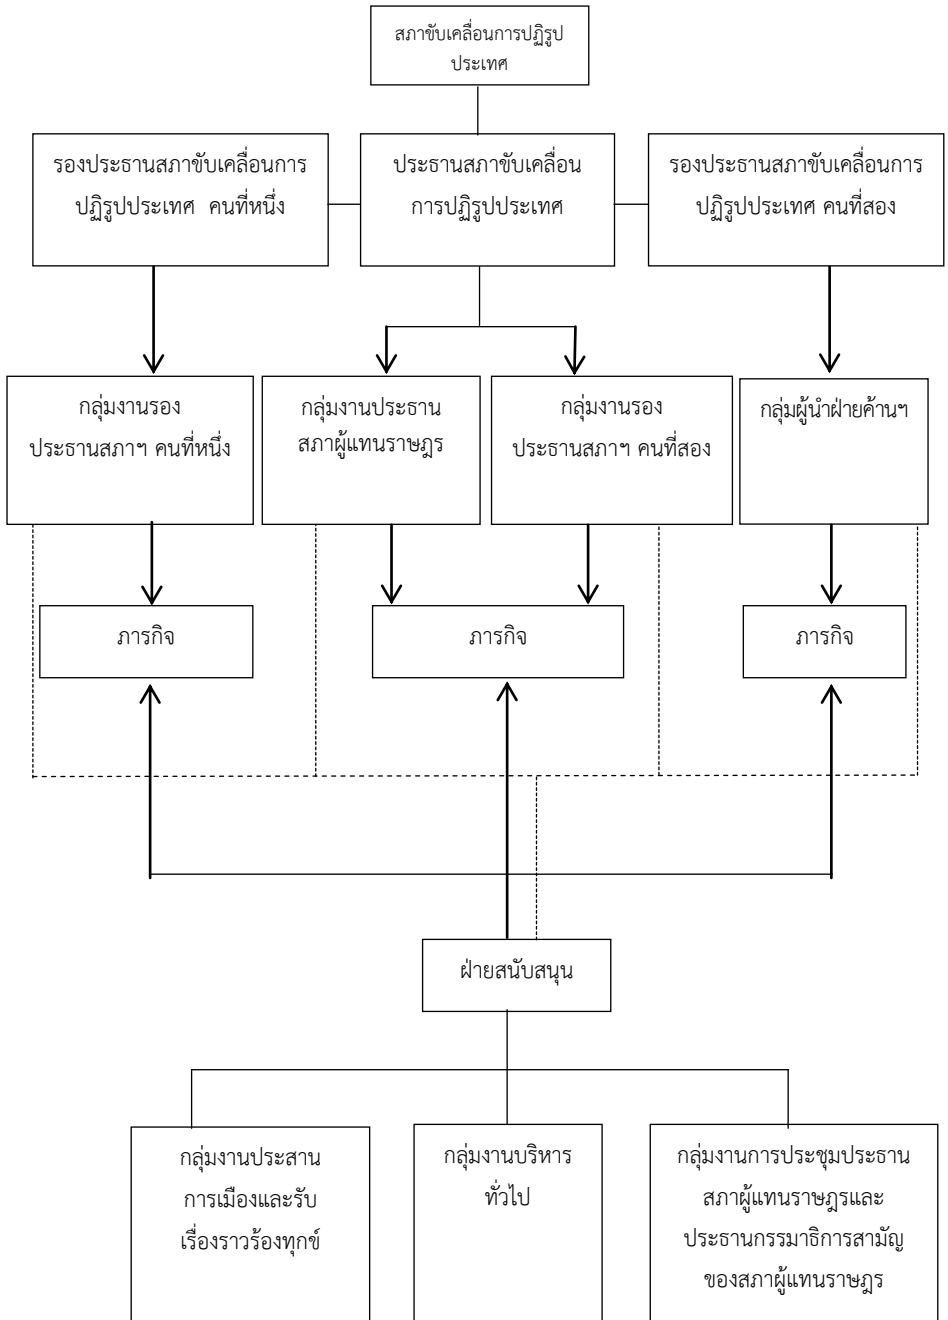 สภาขับเคลื่อนการปฏิรูป
ประเทศ
รองประธานสภาขับเคลื่อนการ
ปฏิรูปประเทศ คนที่หนึ่ง
ประธานสภาขับเคลื่อน
การปฏิรูปประเทศ
รองประธานสภาขับเคลื่อนการ
ปฏิรูปประเทศ คนที่สอง
กลุ่มงานรอง
ประธานสภาฯ คนที่หนึ่ง
กลุ่มงานประธาน
สภาผู้แทนราษฎร
กลุ่มงานรอง
ประธานสภาฯ คนที่สอง
กลุ่มผู้นำฝ่ายค้านฯ
ภารกิจ
ภารกิจ
ภารกิจ
ฝ่ายสนับสนุน
กลุ่มงานประสาน
การเมืองและรับ
เรื่องราวร้องทุกข์
กลุ่มงานบริหาร
ทั่วไป
กลุ่มงานการประชุมประธาน
สภาผู้แทนราษฎรและ
ประธานกรรมาธิการสามัญ
ของสภาผู้แทนราษฎร